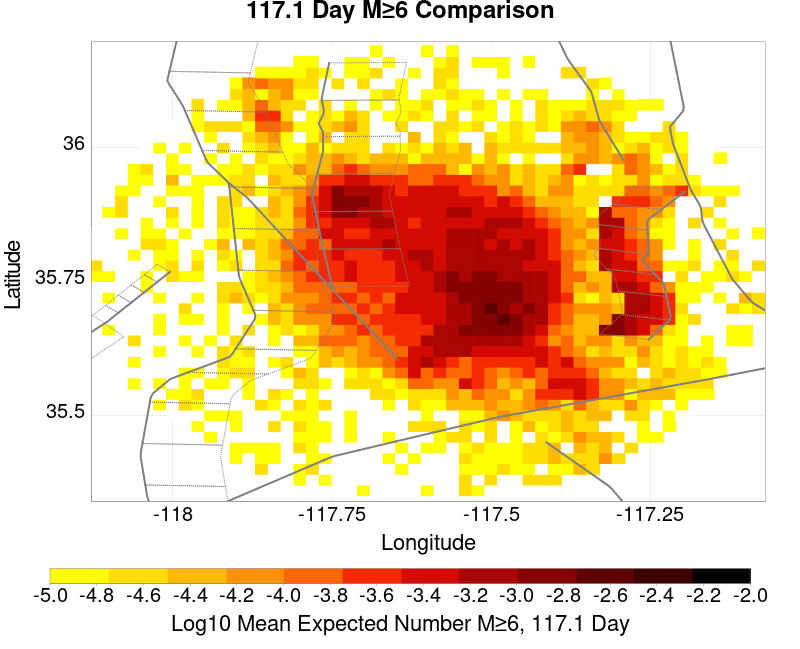 117.1 Day M≥6 Comparison
36
35.75
35.5
Latitude
-118 -117.75 -117.5 -117.25
Longitude
-5.0 -4.8 -4.6 -4.4 -4.2 -4.0 -3.8 -3.6 -3.4 -3.2 -3.0 -2.8 -2.6 -2.4 -2.2 -2.0
Log10 Mean Expected Number M≥6, 117.1 Day